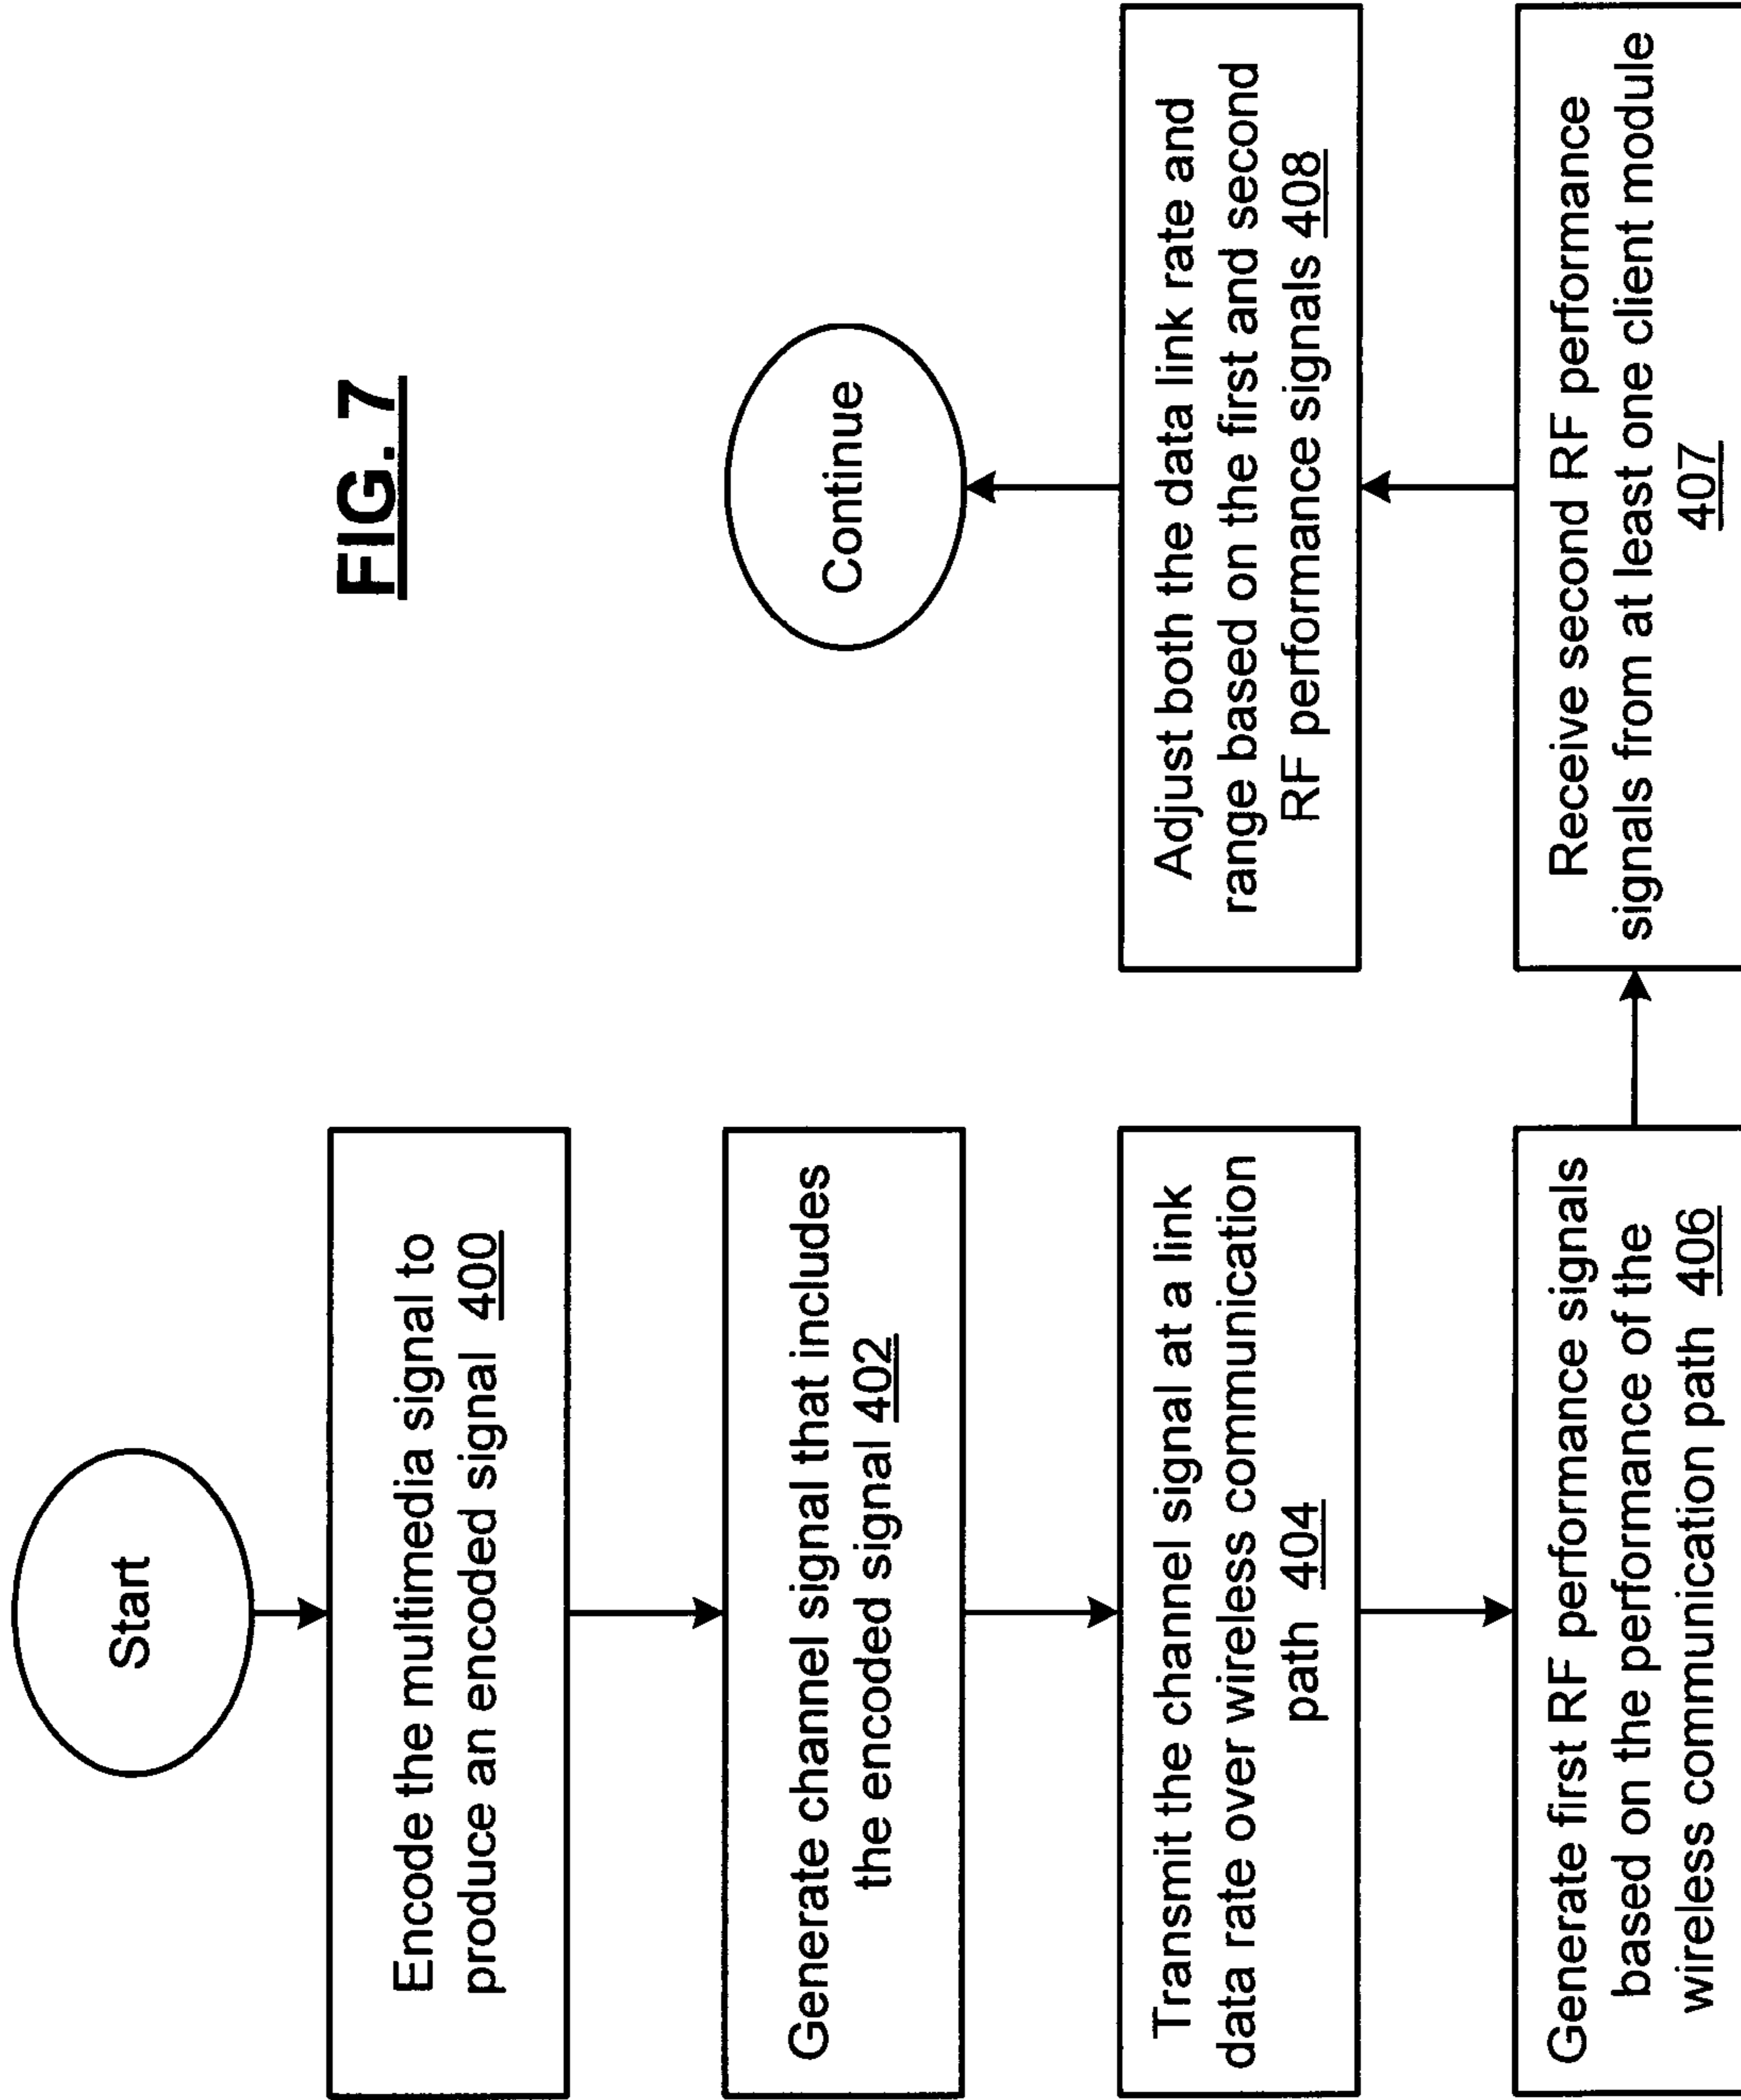 FIG. 7
Start
Encode the multimedia signal to
produce an encoded signal 400
Generate channel signal that includes
the encoded signal 402
Transmit the channel signal at a link
data rate over wireless communication
path 404
Generate first RF performance signals
based on the performance of the
wireless communication path 406
Receive second RF performance
signals from at least one client module
407
Adjust both the data link rate and
range based on the first and second
RF performance signals 408
Continue